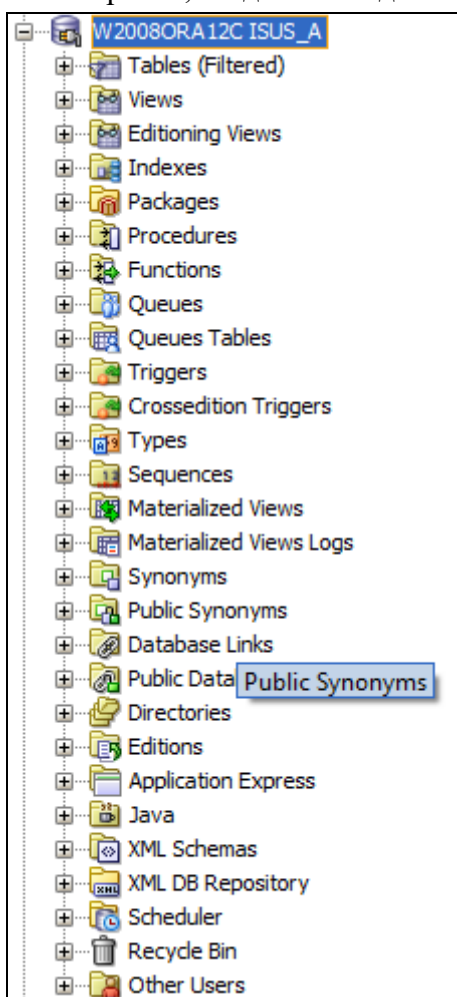 W2008ORA12C ISUS_A
Tables (Filtered)
Views
Editioning Views
Indexes
Packages
Procedures
Functions
Queues
Queues Tables
Triggers
Crossedition Triggers
Types
Sequences
Materialized Views
Materialized Views Logs
Synonyms
Public Synonyms
Database Links
Public Data Public Synonyms
Directories
Editions
Application Express
Java
XML Schemas
XML DB Repository
Scheduler
Recycle Bin
Other Users